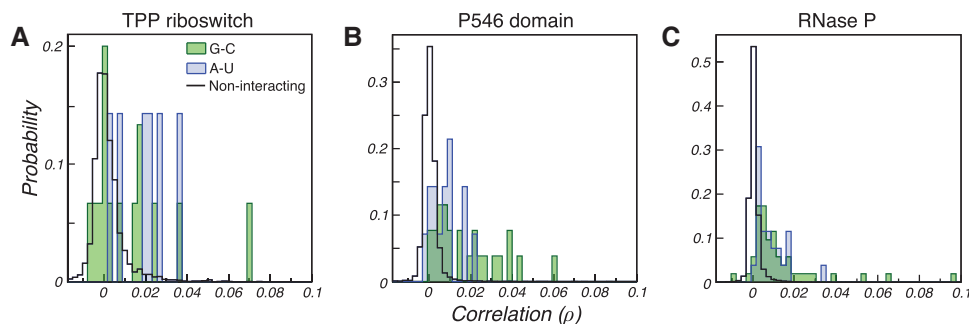 TPP riboswitch
P546 domain
RNase P
A
B
C
G-C
A-U
Non-interacting
Probability
0.2
0.1
0
0.3
0.2
0.1
0
0.5
0.4
0.3
0.2
0.1
0
0 0.02 0.04 0.06 0.08 0.1
0 0.02 0.04 0.06 0.08 0.1
0 0.02 0.04 0.06 0.08 0.1
Correlation (ρ)